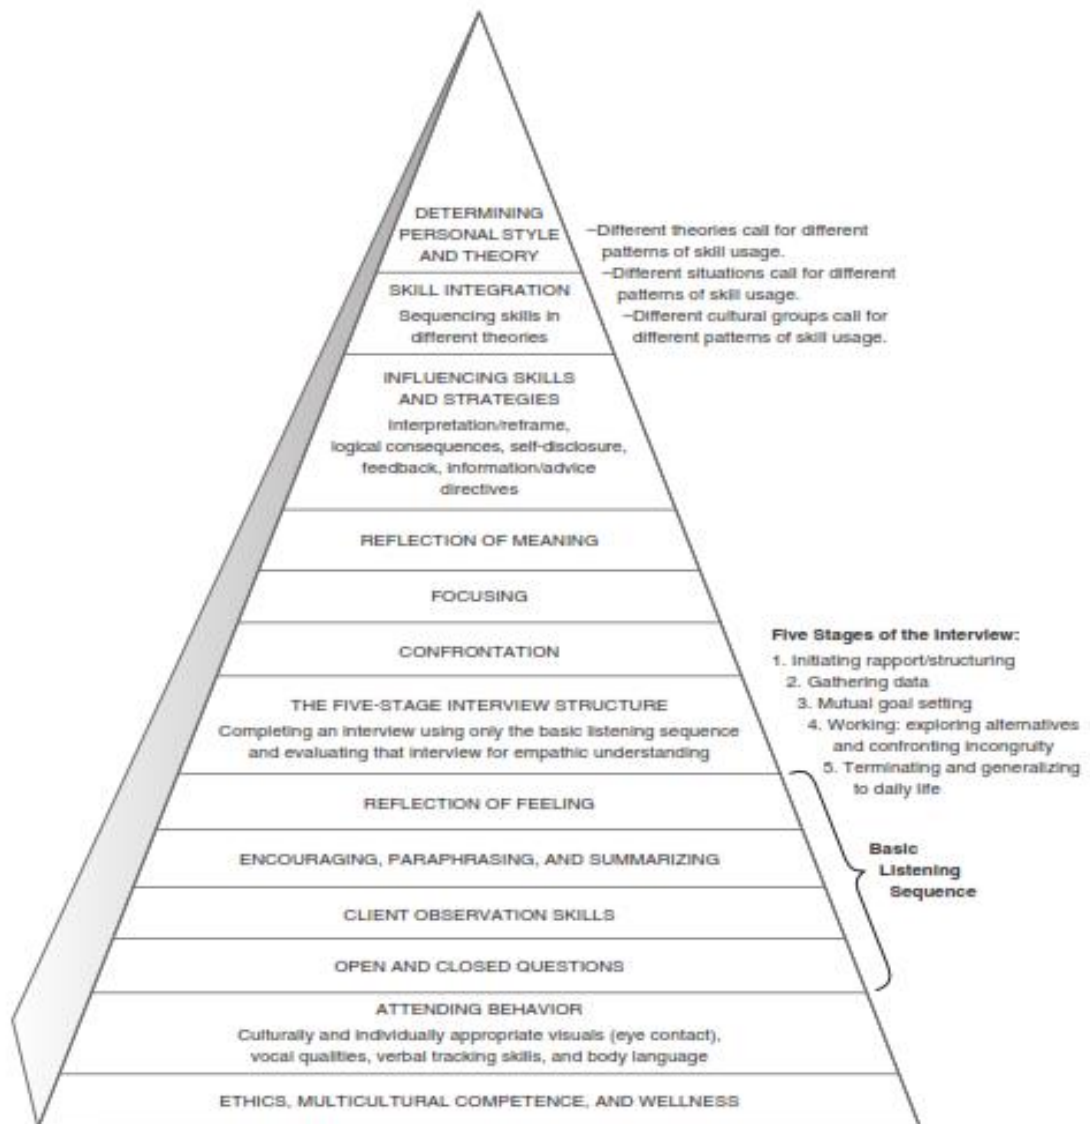 DETERMINING
PERSONAL STYLE
AND THEORY
−Different theories call for different
patterns of skill usage.
−Different situations call for different
patterns of skill usage.
−Different cultural groups call for
different patterns of skill usage.
SKILL INTEGRATION
Sequencing skills in
different theories
INFLUENCING SKILLS
AND STRATEGIES
Interpretation/reframe,
logical consequences, self-disclosure,
feedback, information/advice
directives
REFLECTION OF MEANING
FOCUSING
CONFRONTATION
THE FIVE-STAGE INTERVIEW STRUCTURE
Completing an interview using only the basic listening sequence
and evaluating that interview for empathic understanding
Five Stages of the Interview:
1. Initiating rapport/structuring
2. Gathering data
3. Mutual goal setting
4. Working: exploring alternatives
and confronting incongruity
5. Terminating and generalizing
to daily life
REFLECTION OF FEELING
ENCOURAGING, PARAPHRASING, AND SUMMARIZING
CLIENT OBSERVATION SKILLS
OPEN AND CLOSED QUESTIONS
Basic
Listening
Sequence
ATTENDING BEHAVIOR
Culturally and individually appropriate visuals (eye contact),
vocal qualities, verbal tracking skills, and body language
ETHICS, MULTICULTURAL COMPETENCE, AND WELLNESS